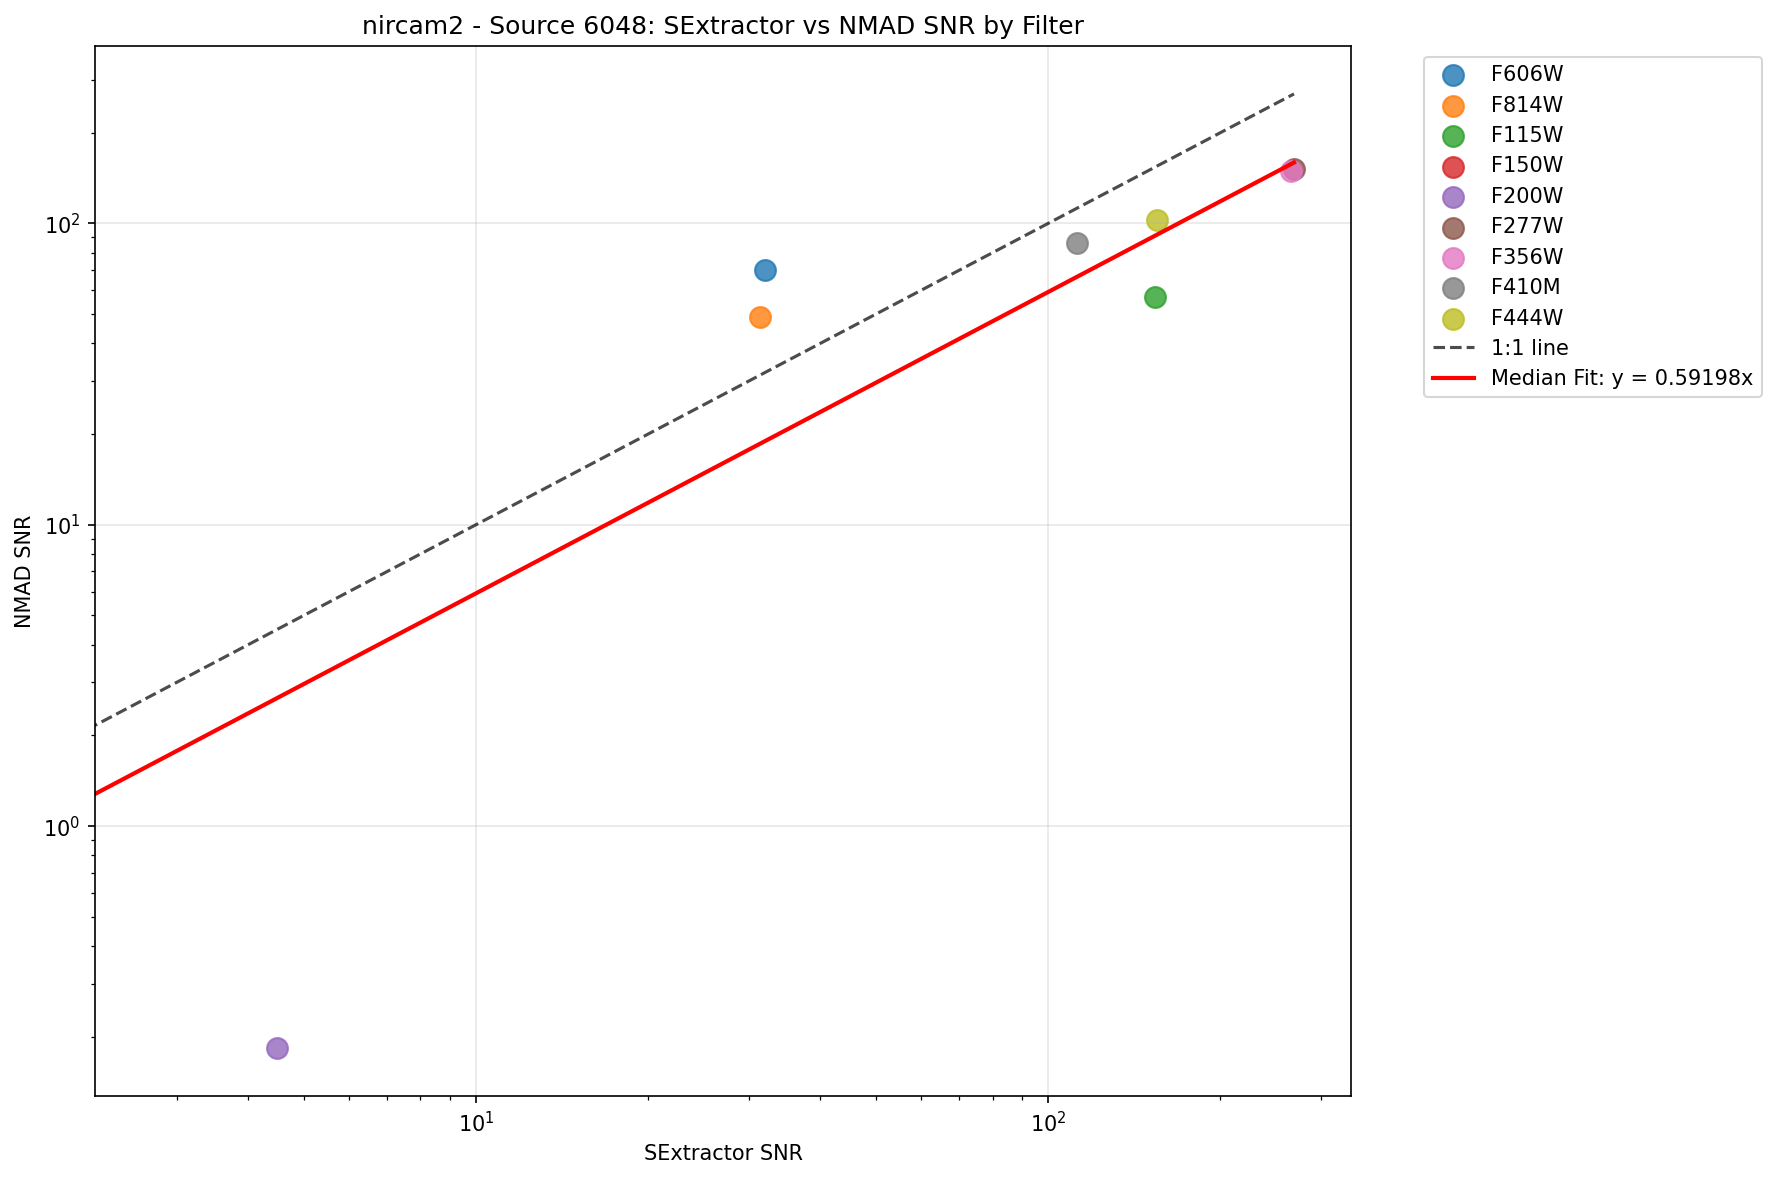 nircam2 - Source 6048: SExtractor vs NMAD SNR by Filter
F606W
F814W
F115W
F150W
F200W
F277W
F356W
F410M
F444W
1:1 line
Median Fit: y = 0.59198x
NMAD SNR
10²
10¹
10⁰
10¹
10²
SExtractor SNR